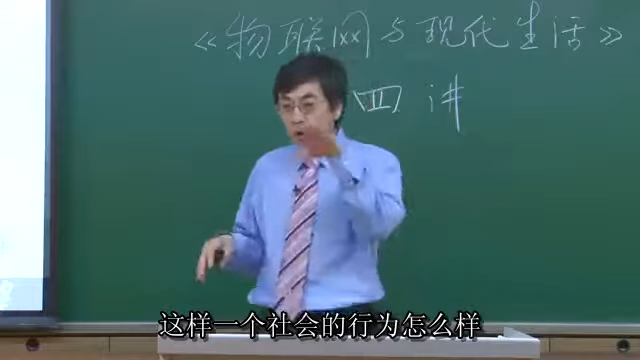 《物联网与现代生活》
四讲
这样一个社会的行为怎么样